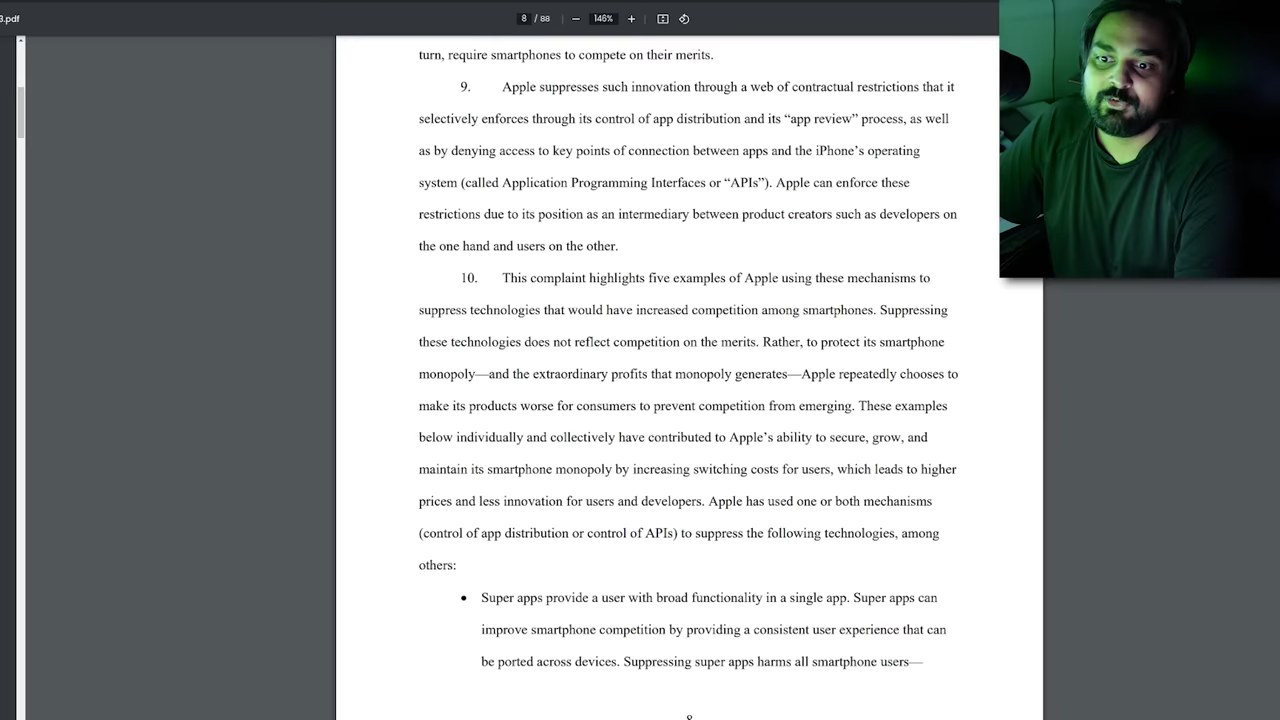 3.pdf
8 / 88
146%
turn, require smartphones to compete on their merits.
9. Apple suppresses such innovation through a web of contractual restrictions that it
selectively enforces through its control of app distribution and its “app review” process, as well
as by denying access to key points of connection between apps and the iPhone’s operating
system (called Application Programming Interfaces or “APIs”). Apple can enforce these
restrictions due to its position as an intermediary between product creators such as developers on
the one hand and users on the other.
10. This complaint highlights five examples of Apple using these mechanisms to
suppress technologies that would have increased competition among smartphones. Suppressing
these technologies does not reflect competition on the merits. Rather, to protect its smartphone
monopoly—and the extraordinary profits that monopoly generates—Apple repeatedly chooses to
make its products worse for consumers to prevent competition from emerging. These examples
below individually and collectively have contributed to Apple’s ability to secure, grow, and
maintain its smartphone monopoly by increasing switching costs for users, which leads to higher
prices and less innovation for users and developers. Apple has used one or both mechanisms
(control of app distribution or control of APIs) to suppress the following technologies, among
others:
• Super apps provide a user with broad functionality in a single app. Super apps can
improve smartphone competition by providing a consistent user experience that can
be ported across devices. Suppressing super apps harms all smartphone users—
8